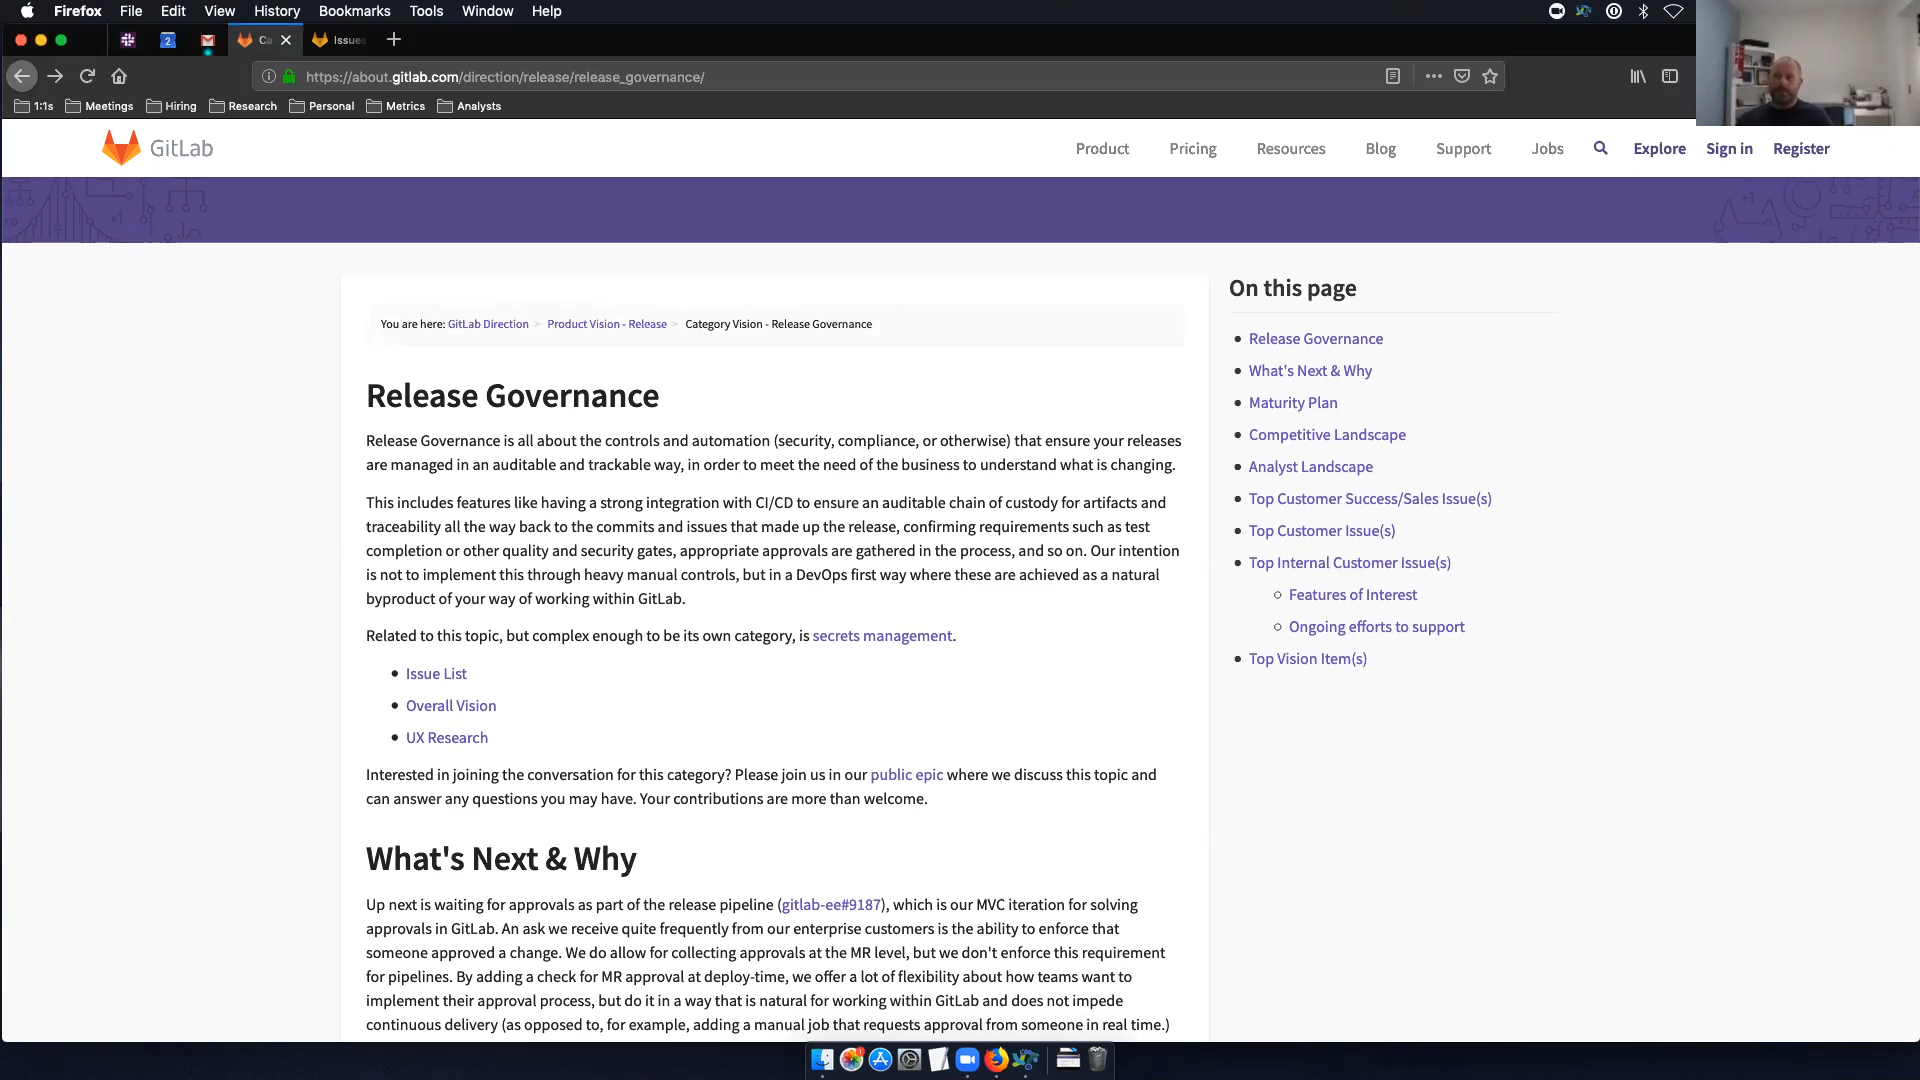 Firefox File Edit View History Bookmarks Tools Window Help
2 Ca Issues
https://about.gitlab.com/direction/release/release_governance/
1:1s Meetings Hiring Research Personal Metrics Analysts
GitLab Product Pricing Resources Blog Support Jobs Explore Sign in Register
You are here: GitLab Direction > Product Vision - Release > Category Vision - Release Governance
Release Governance
Release Governance is all about the controls and automation (security, compliance, or otherwise) that ensure your releases
are managed in an auditable and trackable way, in order to meet the need of the business to understand what is changing.
This includes features like having a strong integration with CI/CD to ensure an auditable chain of custody for artifacts and
traceability all the way back to the commits and issues that made up the release, confirming requirements such as test
completion or other quality and security gates, appropriate approvals are gathered in the process, and so on. Our intention
is not to implement this through heavy manual controls, but in a DevOps first way where these are achieved as a natural
byproduct of your way of working within GitLab.
Related to this topic, but complex enough to be its own category, is secrets management.
Issue List
Overall Vision
UX Research
Interested in joining the conversation for this category? Please join us in our public epic where we discuss this topic and
can answer any questions you may have. Your contributions are more than welcome.
What's Next & Why
Up next is waiting for approvals as part of the release pipeline (gitlab-ee#9187), which is our MVC iteration for solving
approvals in GitLab. An ask we receive quite frequently from our enterprise customers is the ability to enforce that
someone approved a change. We do allow for collecting approvals at the MR level, but we don't enforce this requirement
for pipelines. By adding a check for MR approval at deploy-time, we offer a lot of flexibility about how teams want to
implement their approval process, but do it in a way that is natural for working within GitLab and does not impede
continuous delivery (as opposed to, for example, adding a manual job that requests approval from someone in real time.)
On this page
Release Governance
What's Next & Why
Maturity Plan
Competitive Landscape
Analyst Landscape
Top Customer Success/Sales Issue(s)
Top Customer Issue(s)
Top Internal Customer Issue(s)
Features of Interest
Ongoing efforts to support
Top Vision Item(s)